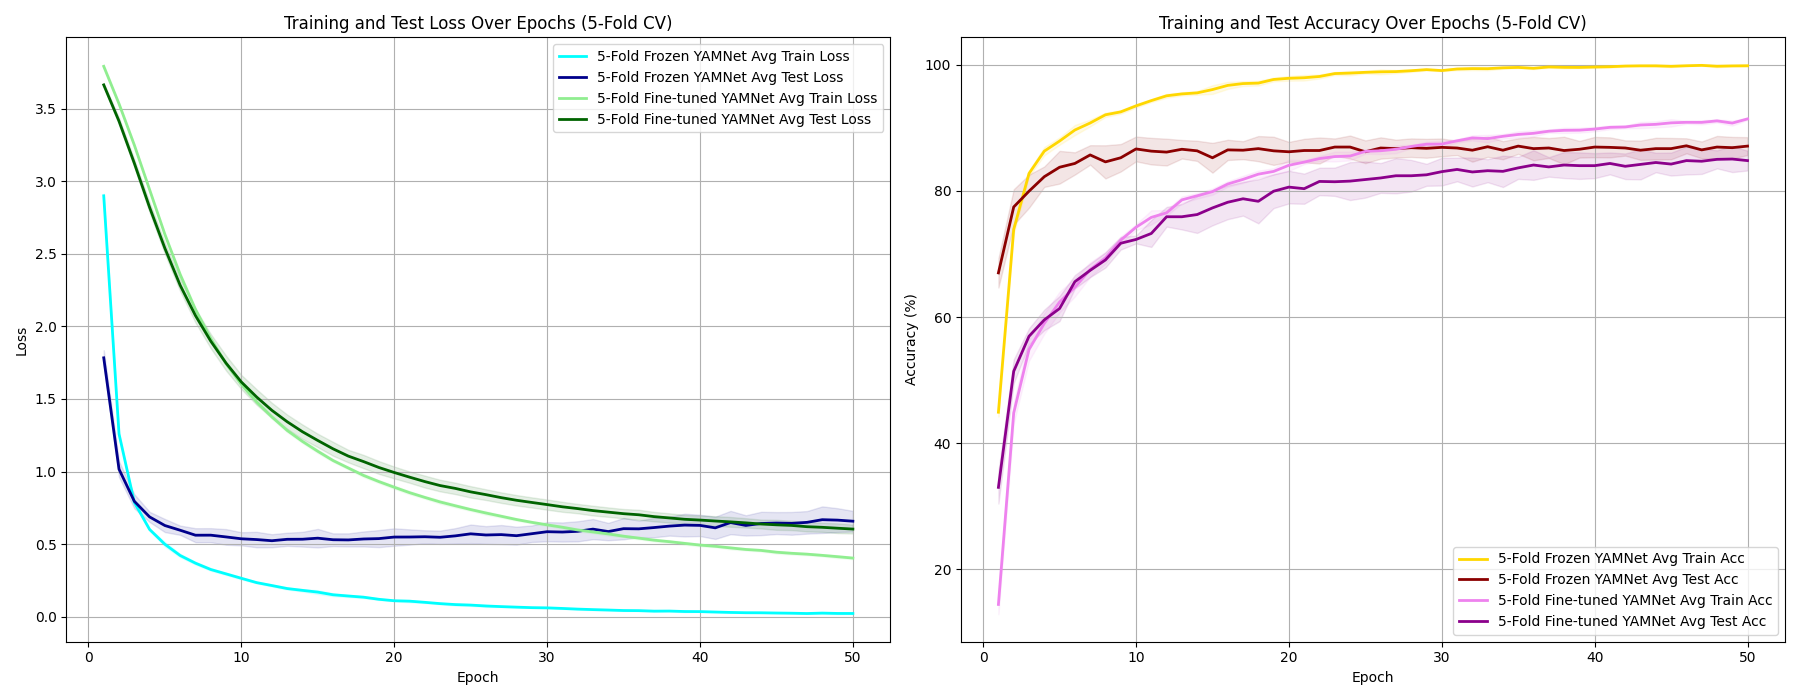 Training and Test Loss Over Epochs (5-Fold CV)
5-Fold Frozen YAMNet Avg Train Loss
5-Fold Frozen YAMNet Avg Test Loss
5-Fold Fine-tuned YAMNet Avg Train Loss
5-Fold Fine-tuned YAMNet Avg Test Loss
3.5
3.0
2.5
2.0
1.5
1.0
0.5
0.0
Loss
0 10 20 30 40 50
Epoch
Training and Test Accuracy Over Epochs (5-Fold CV)
100
80
60
40
20
Accuracy (%)
5-Fold Frozen YAMNet Avg Train Acc
5-Fold Frozen YAMNet Avg Test Acc
5-Fold Fine-tuned YAMNet Avg Train Acc
5-Fold Fine-tuned YAMNet Avg Test Acc
0 10 20 30 40 50
Epoch